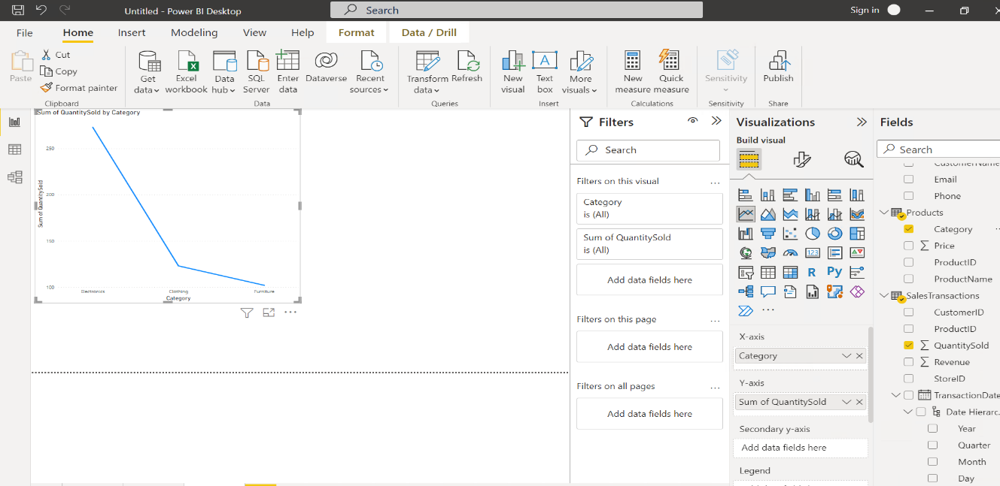 Untitled - Power BI Desktop
Search
Sign in
File Home Insert Modeling View Help Format Data / Drill
Paste
Cut
Copy
Format painter
Clipboard
Get data
Excel workbook
Data hub
SQL Server
Enter data
Dataverse
Recent sources
Data
Transform data
Refresh
Queries
New visual
Text box
More visuals
Insert
New measure
Quick measure
Calculations
Sensitivity
Sensitivity
Publish
Share
Sum of QuantitySold by Category
250
200
150
100
Sum of QuantitySold
Electronics Clothing Furniture
Category
Filters
Search
Filters on this visual
Category
is (All)
Sum of QuantitySold
is (All)
Add data fields here
Filters on this page
Add data fields here
Filters on all pages
Add data fields here
Visualizations
Build visual
123
R
Py
X-axis
Category
Y-axis
Sum of QuantitySold
Secondary y-axis
Add data fields here
Legend
Fields
Search
CustomerName
Email
Phone
Products
Category
Price
ProductID
ProductName
SalesTransactions
CustomerID
ProductID
QuantitySold
Revenue
StoreID
TransactionDate
Date Hierarc...
Year
Quarter
Month
Day